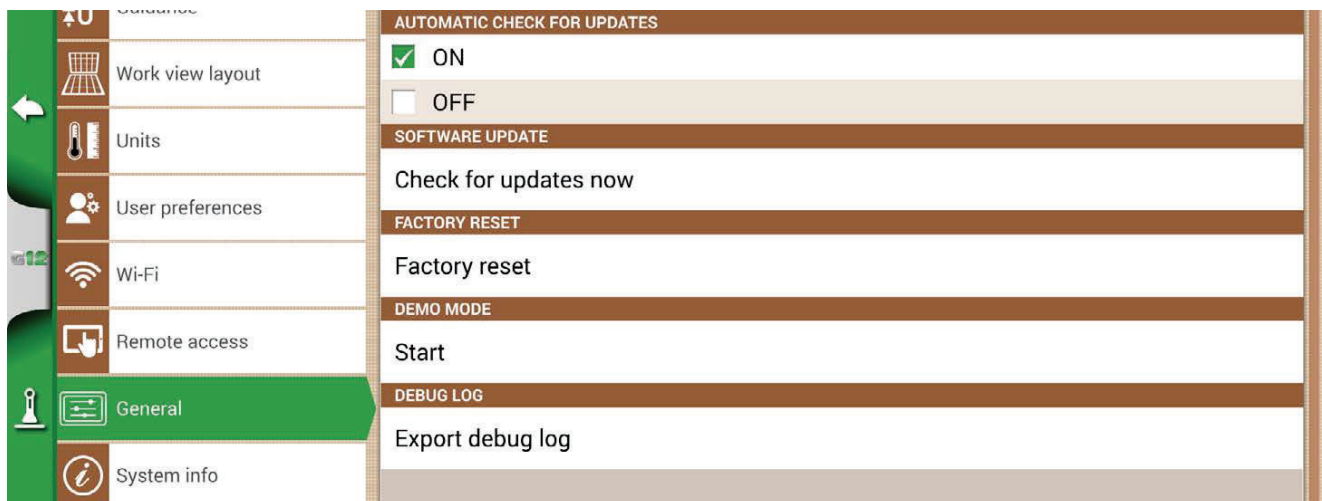 Work view layout
Units
User preferences
G12
Wi-Fi
Remote access
General
System info
AUTOMATIC CHECK FOR UPDATES
ON
OFF
SOFTWARE UPDATE
Check for updates now
FACTORY RESET
Factory reset
DEMO MODE
Start
DEBUG LOG
Export debug log